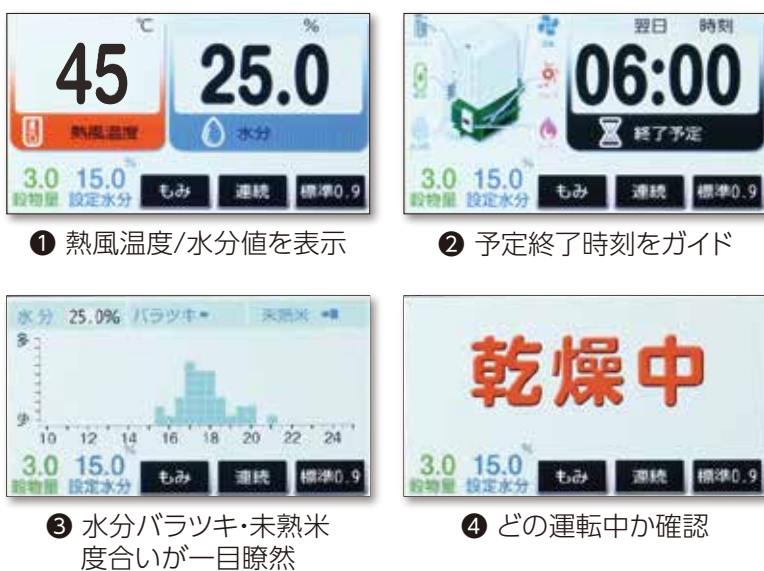 ℃ %
45 25.0
熱風温度 水分
3.0 15.0 %
穀物量 設定水分 もみ 連続 標準0.9
❶ 熱風温度/水分値を表示
翌日 時刻
06:00
終了予定
3.0 15.0 %
穀物量 設定水分 もみ 連続 標準0.9
❷ 予定終了時刻をガイド
水分 25.0% バラツキ 未熟米
多
少
10 12 14 16 18 20 22 24
3.0 15.0 %
穀物量 設定水分 もみ 連続 標準0.9
❸ 水分バラツキ・未熟米
度合いが一目瞭然
乾燥中
3.0 15.0 %
穀物量 設定水分 もみ 連続 標準0.9
❹ どの運転中か確認